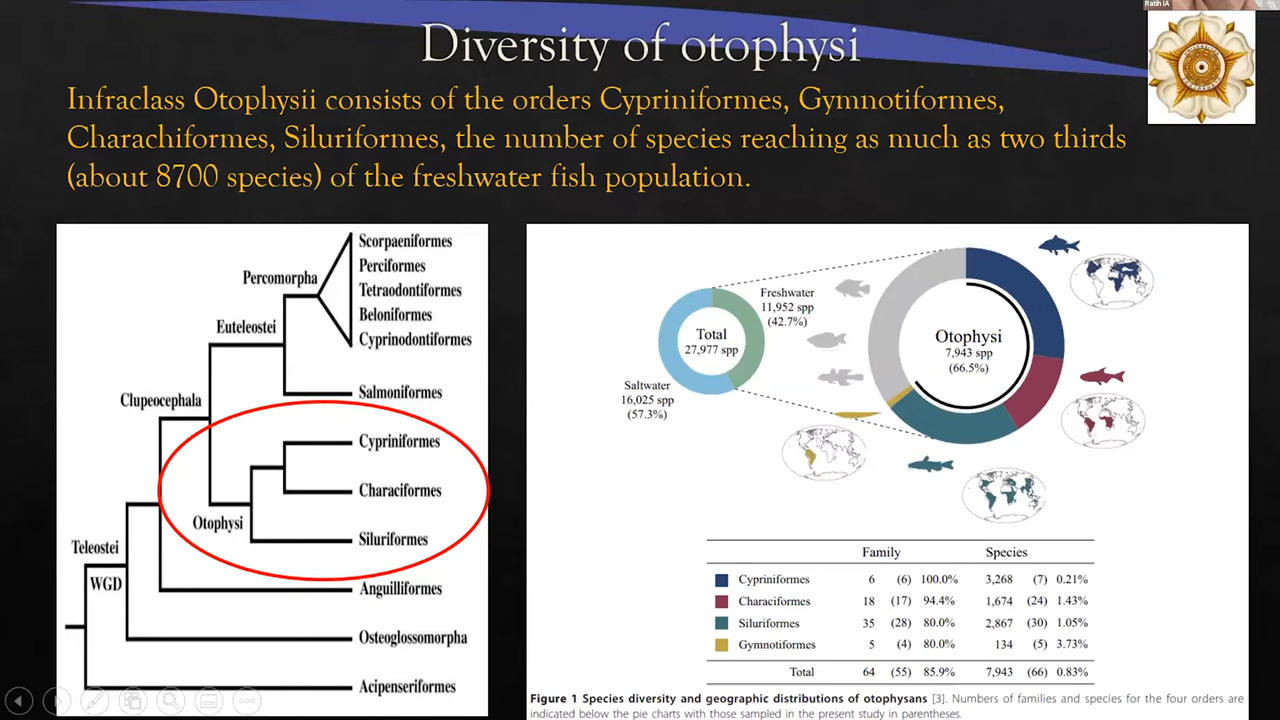 Ratih IA
Diversity of otophysi
Infraclass Otophysii consists of the orders Cypriniformes, Gymnotiformes,
Charachiformes, Siluriformes, the number of species reaching as much as two thirds
(about 8700 species) of the freshwater fish population.
Scorpaeniformes
Percomorpha
Perciformes
Tetraodontiformes
Beloniformes
Euteleostei
Cyprinodontiformes
Salmoniformes
Clupeocephala
Cypriniformes
Characiformes
Otophysi
Siluriformes
Teleostei
WGD
Anguilliformes
Osteoglossomorpha
Acipenseriformes
Freshwater
11,952 spp
(42.7%)
Total
27,977 spp
Saltwater
16,025 spp
(57.3%)
Otophysi
7,943 spp
(66.5%)
Family Species
Cypriniformes 6 (6) 100.0% 3,268 (7) 0.21%
Characiformes 18 (17) 94.4% 1,674 (24) 1.43%
Siluriformes 35 (28) 80.0% 2,867 (30) 1.05%
Gymnotiformes 5 (4) 80.0% 134 (5) 3.73%
Total 64 (55) 85.9% 7,943 (66) 0.83%
Figure 1 Species diversity and geographic distributions of otophysans [3]. Numbers of families and species for the four orders are
indicated below the pie charts with those sampled in the present study in parentheses.